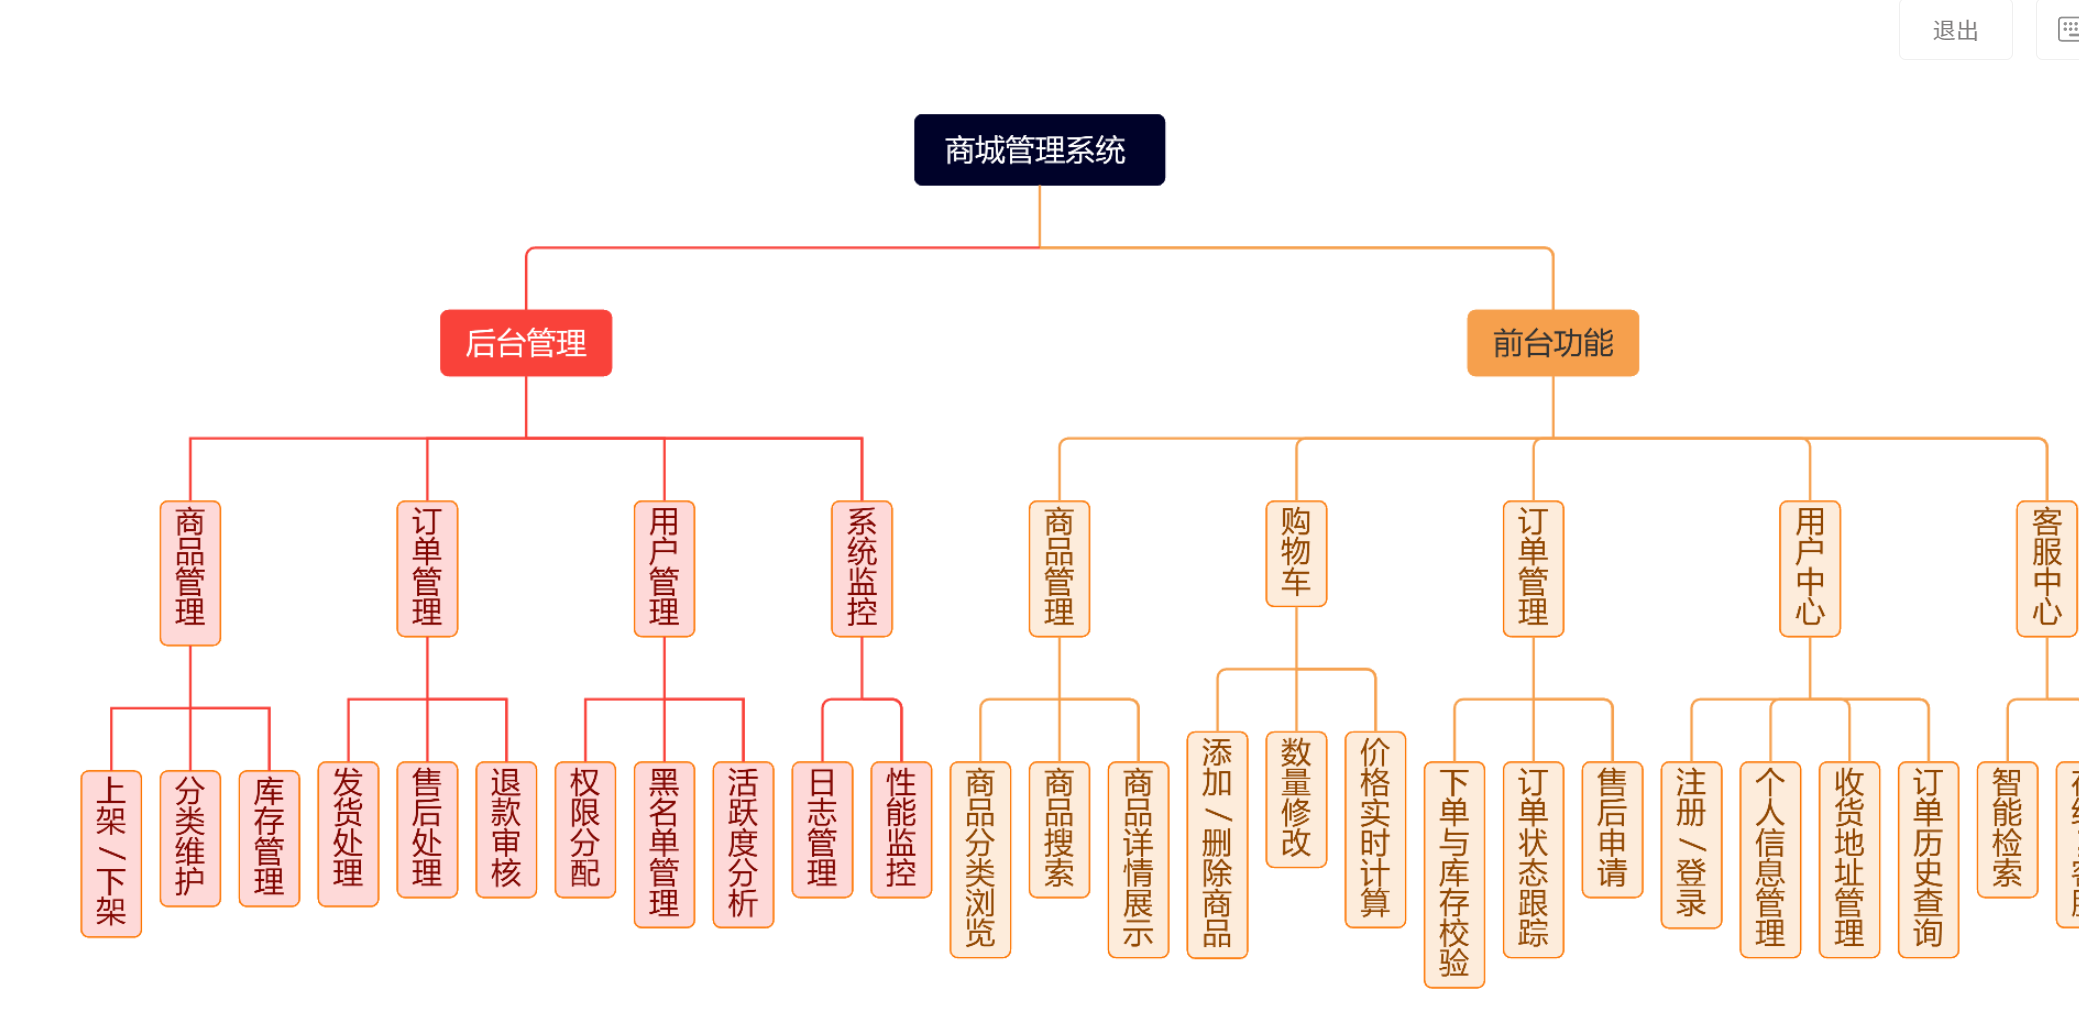 退出
商城管理系统
后台管理
前台功能
商品管理
订单管理
用户管理
系统监控
商品管理
购物车
订单管理
用户中心
客服中心
上架/下架
分类维护
库存管理
发货处理
售后处理
退款审核
权限分配
黑名单管理
活跃度分析
日志管理
性能监控
商品分类浏览
商品搜索
商品详情展示
添加/删除商品
数量修改
价格实时计算
下单与库存校验
订单状态跟踪
售后申请
注册/登录
个人信息管理
收货地址管理
订单历史查询
智能检索